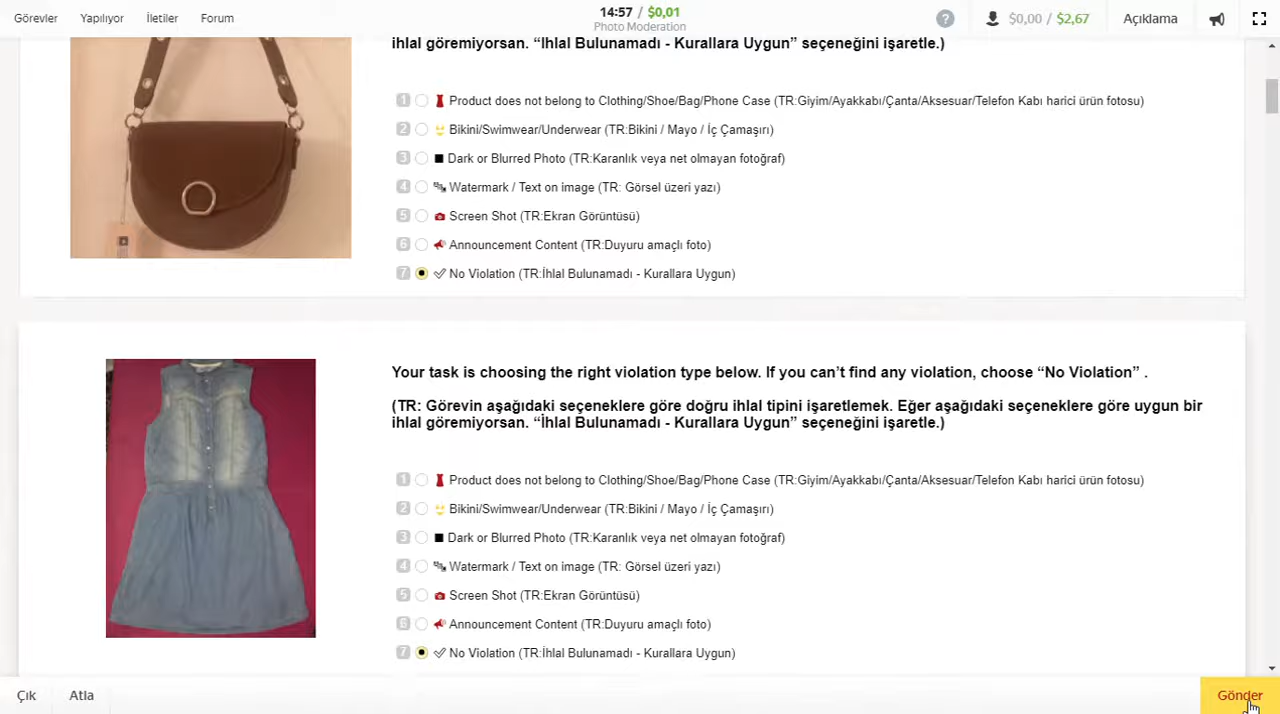 Görevler Yapılıyor İletiler Forum 14:57 / $0,01 ? $0,00 / $2,67 Açıklama
Photo Moderation
ihlal göremiyorsan. “İhlal Bulunamadı - Kurallara Uygun” seçeneğini işaretle.)
1 Product does not belong to Clothing/Shoe/Bag/Phone Case (TR:Giyim/Ayakkabı/Çanta/Aksesuar/Telefon Kabı harici ürün fotosu)
2 Bikini/Swimwear/Underwear (TR:Bikini / Mayo / İç Çamaşırı)
3 Dark or Blurred Photo (TR:Karanlık veya net olmayan fotoğraf)
4 Watermark / Text on image (TR: Görsel üzeri yazı)
5 Screen Shot (TR:Ekran Görüntüsü)
6 Announcement Content (TR:Duyuru amaçlı foto)
7 No Violation (TR:İhlal Bulunamadı - Kurallara Uygun)
Your task is choosing the right violation type below. If you can’t find any violation, choose “No Violation” .
(TR: Görevin aşağıdaki seçeneklere göre doğru ihlal tipini işaretlemek. Eğer aşağıdaki seçeneklere göre uygun bir
ihlal göremiyorsan. “İhlal Bulunamadı - Kurallara Uygun” seçeneğini işaretle.)
1 Product does not belong to Clothing/Shoe/Bag/Phone Case (TR:Giyim/Ayakkabı/Çanta/Aksesuar/Telefon Kabı harici ürün fotosu)
2 Bikini/Swimwear/Underwear (TR:Bikini / Mayo / İç Çamaşırı)
3 Dark or Blurred Photo (TR:Karanlık veya net olmayan fotoğraf)
4 Watermark / Text on image (TR: Görsel üzeri yazı)
5 Screen Shot (TR:Ekran Görüntüsü)
6 Announcement Content (TR:Duyuru amaçlı foto)
7 No Violation (TR:İhlal Bulunamadı - Kurallara Uygun)
Çık Atla Gönder